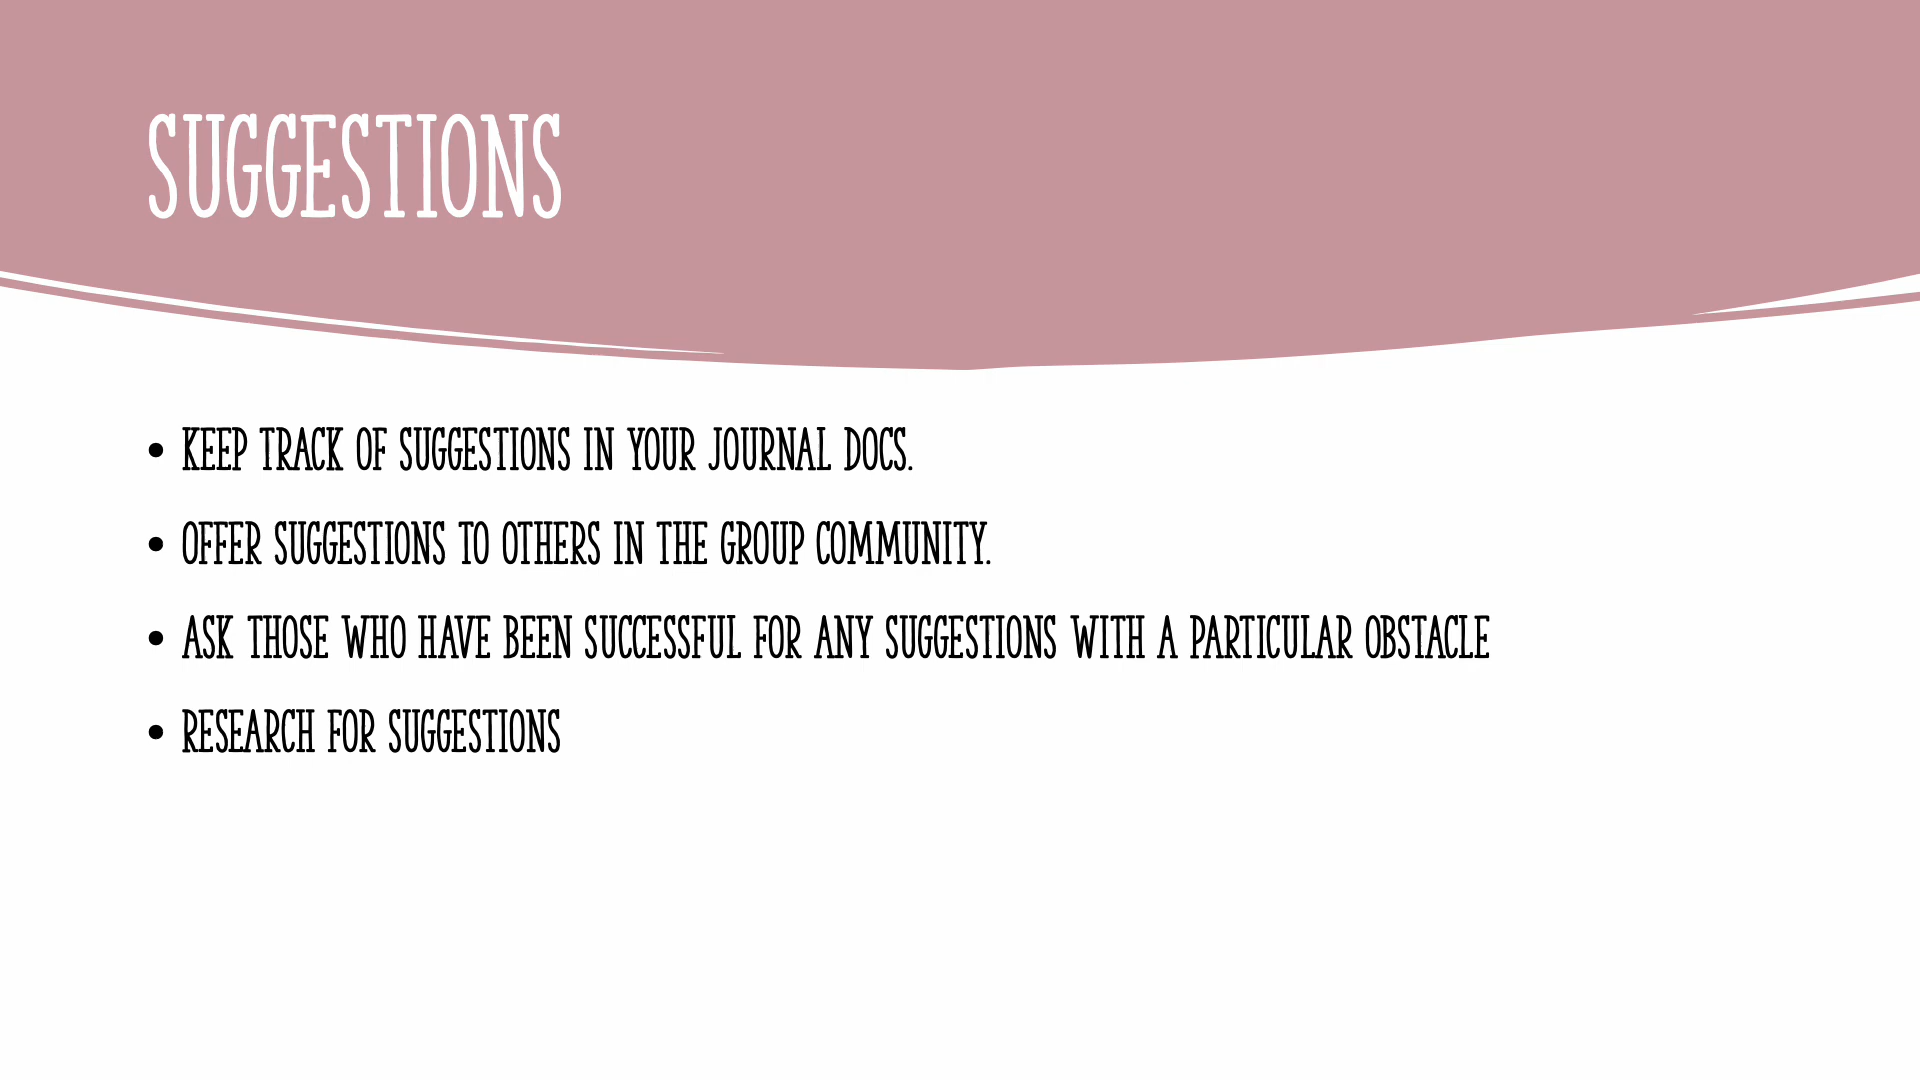 SUGGESTIONS
• KEEP TRACK OF SUGGESTIONS IN YOUR JOURNAL DOCS.
• OFFER SUGGESTIONS TO OTHERS IN THE GROUP COMMUNITY.
• ASK THOSE WHO HAVE BEEN SUCCESSFUL FOR ANY SUGGESTIONS WITH A PARTICULAR OBSTACLE
• RESEARCH FOR SUGGESTIONS